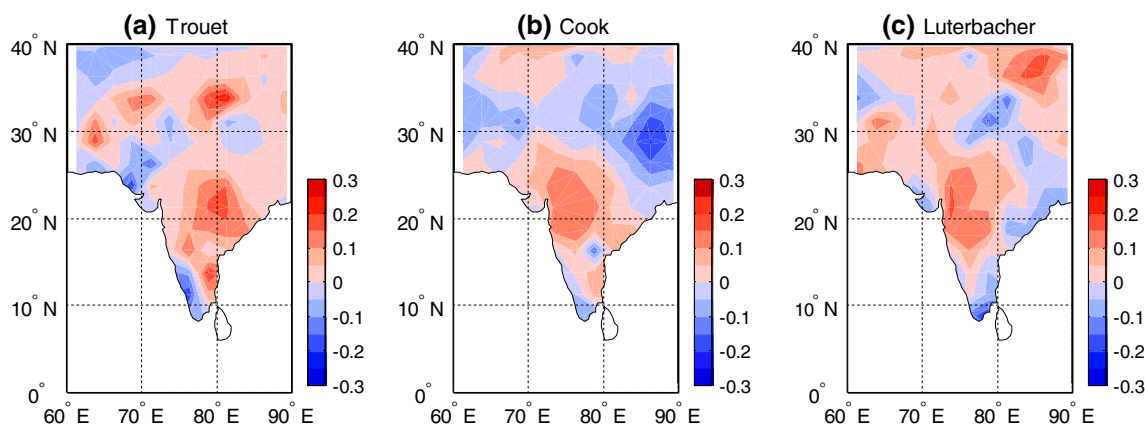 (a) Trouet
40° N
30° N
20° N
10° N
0°
60° E
70° E
80° E
90° E
0.3
0.2
0.1
0
-0.1
-0.2
-0.3
(b) Cook
40° N
30° N
20° N
10° N
0°
60° E
70° E
80° E
90° E
0.3
0.2
0.1
0
-0.1
-0.2
-0.3
(c) Luterbacher
40° N
30° N
20° N
10° N
0°
60° E
70° E
80° E
90° E
0.3
0.2
0.1
0
-0.1
-0.2
-0.3